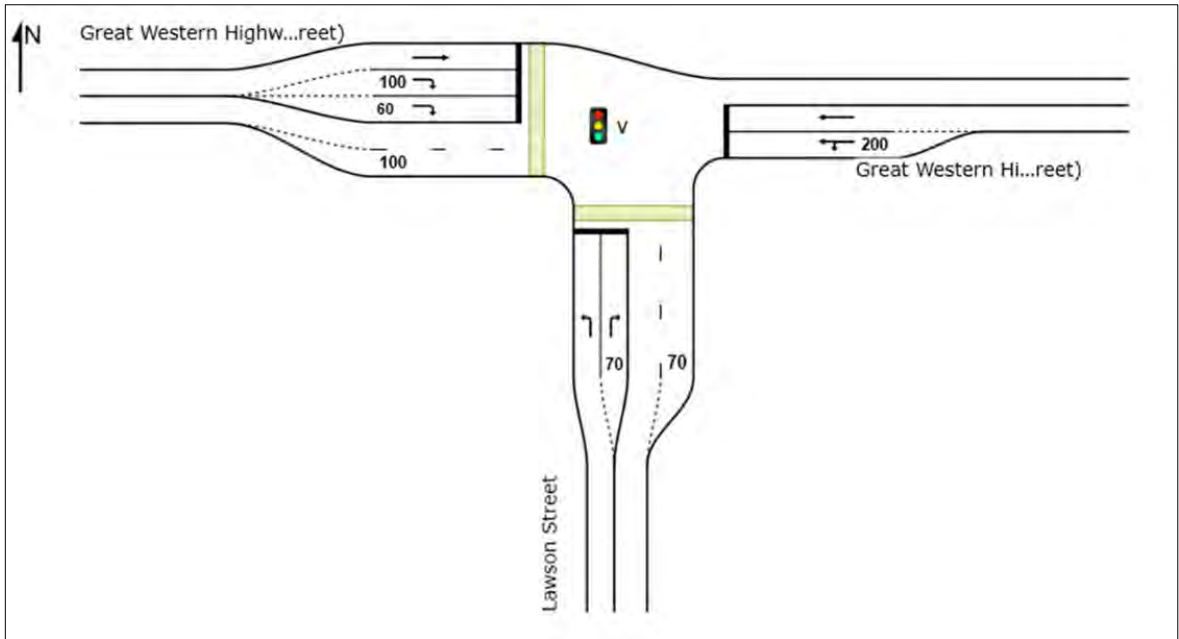 N
Great Western Highw...reet)
100
60
100
V
200
Great Western Hi...reet)
70
70
Lawson Street